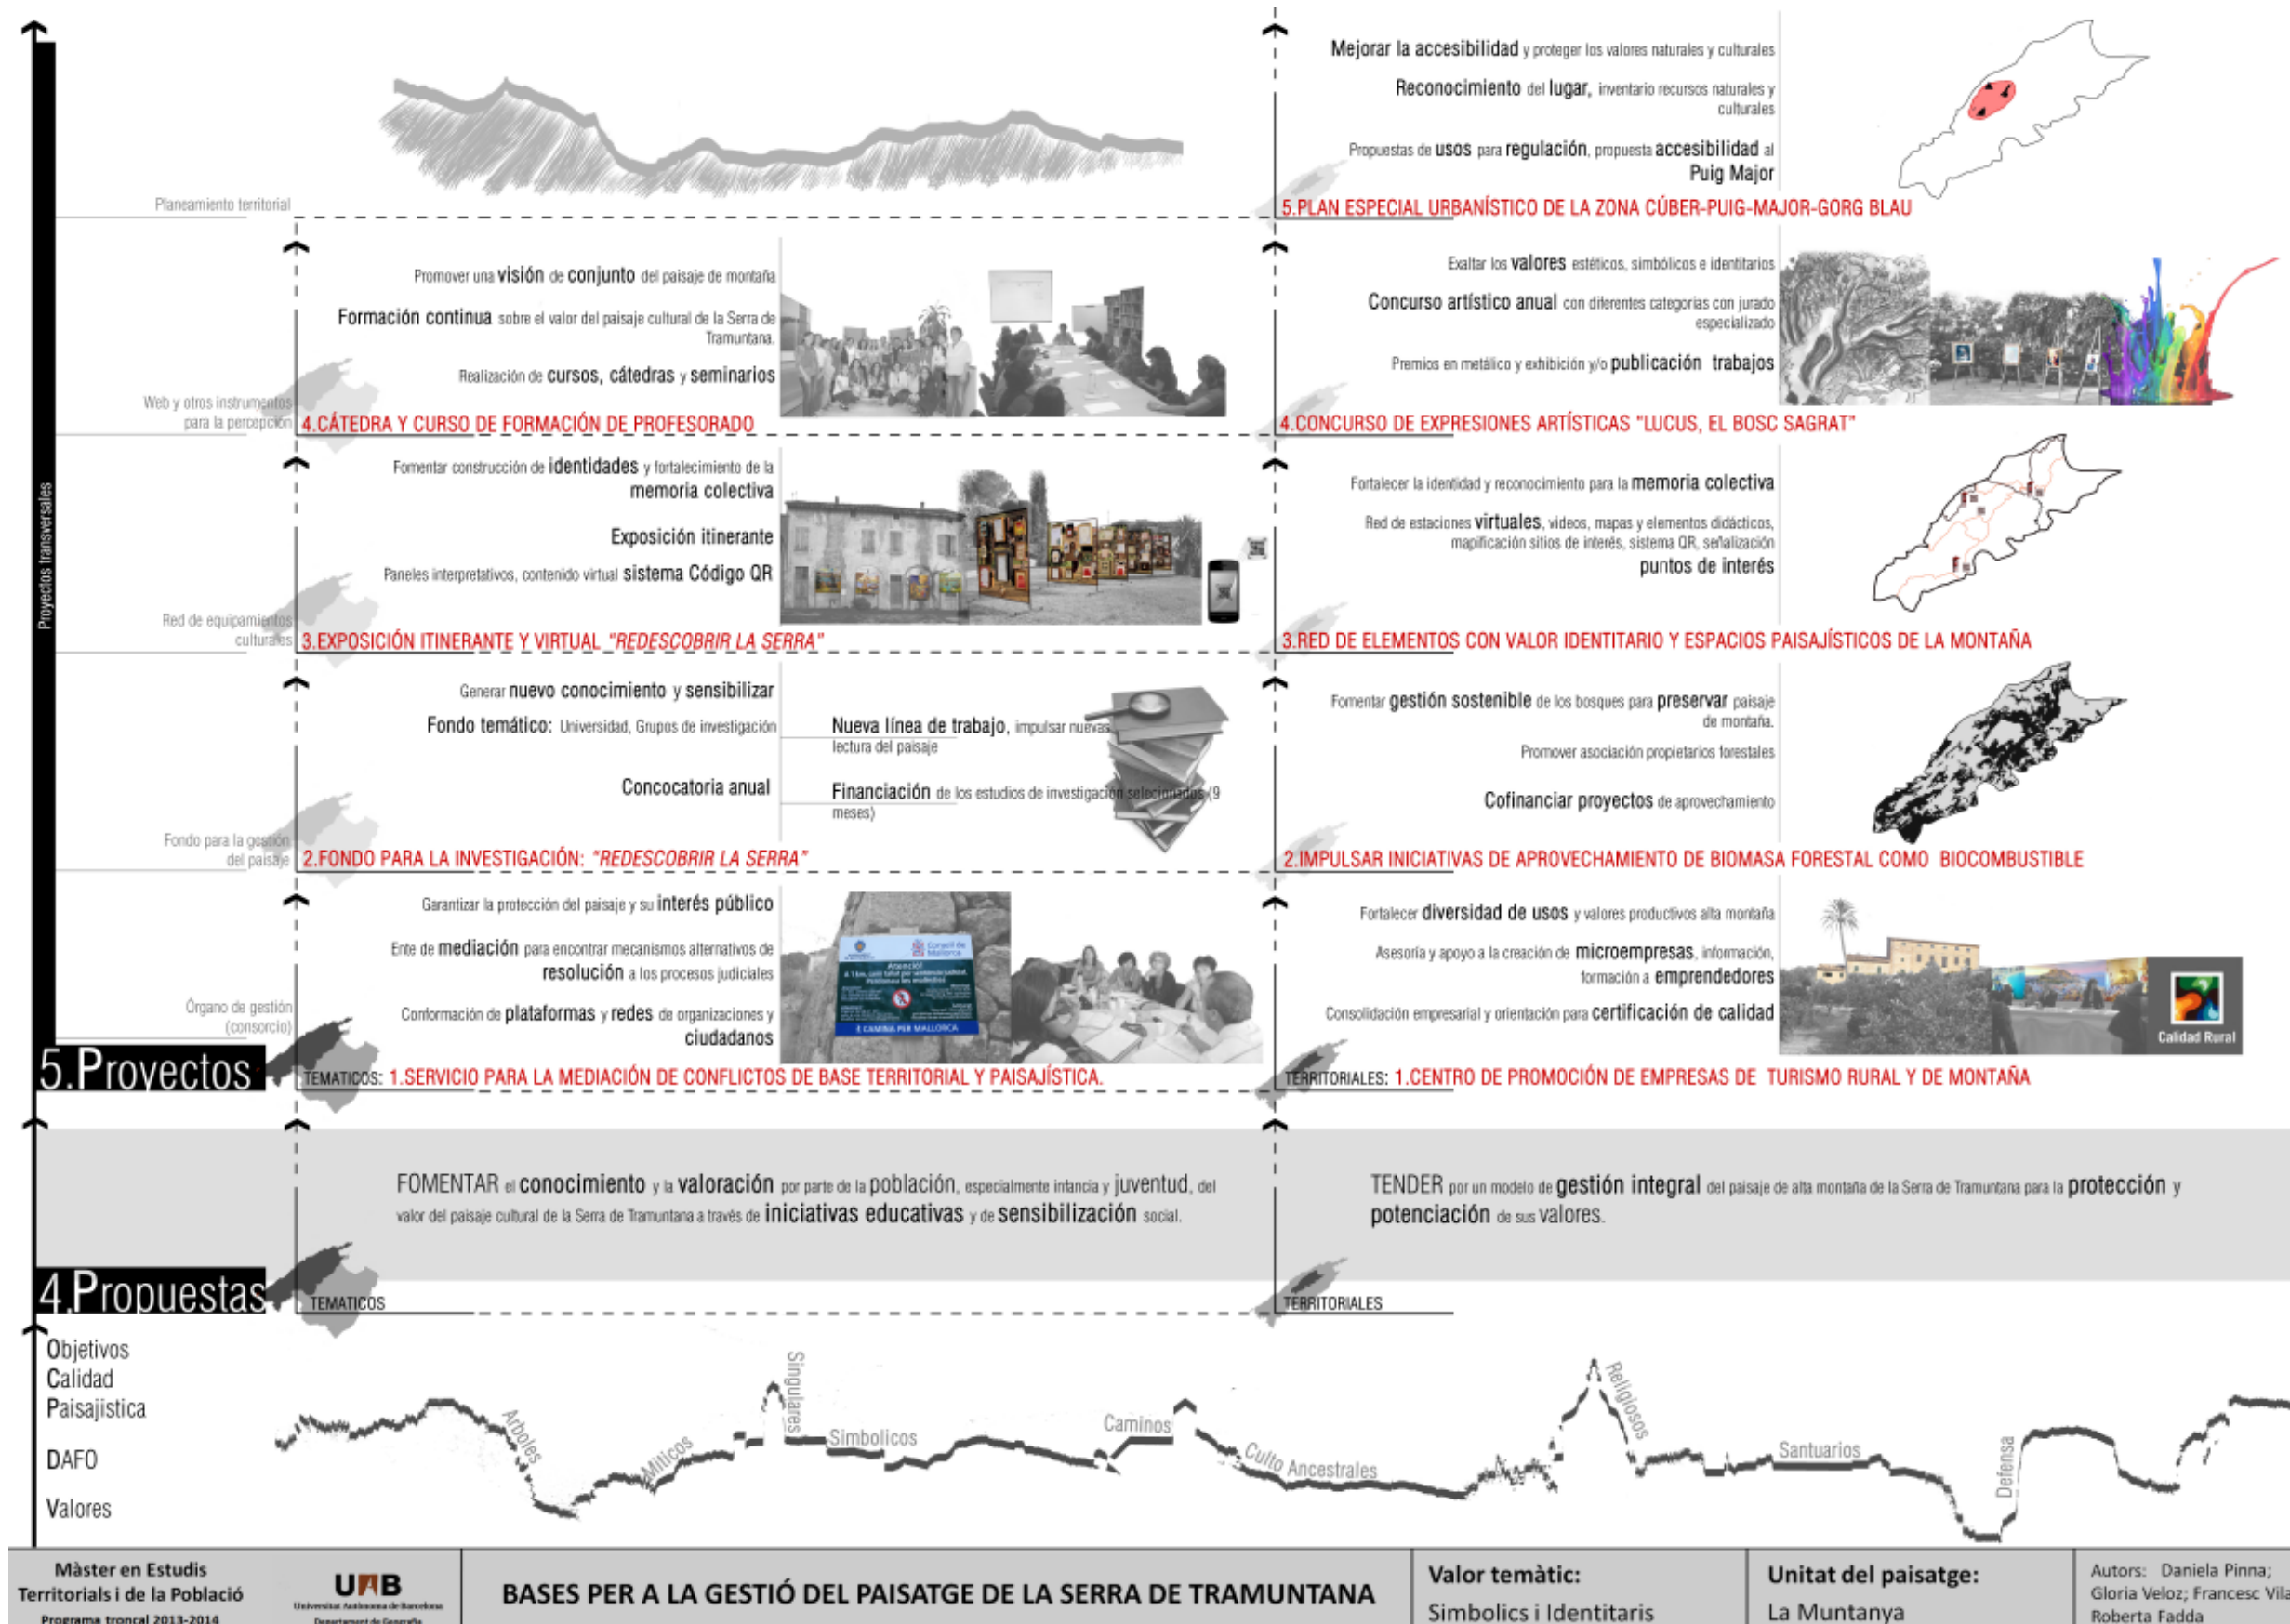 Mejorar la accesibilidad y proteger los valores naturales y culturales
Reconocimiento del lugar, inventario recursos naturales y
culturales
Propuestas de usos para regulación, propuesta accesibilidad al
Puig Major
Planeamiento territorial
5.PLAN ESPECIAL URBANÍSTICO DE LA ZONA CÚBER-PUIG-MAJOR-GORG BLAU
Promover una visión de conjunto del paisaje de montaña
Formación continua sobre el valor del paisaje cultural de la Serra de
Tramuntana.
Realización de cursos, cátedras y seminarios
Web y otros instrumentos
para la percepción
4.CÁTEDRA Y CURSO DE FORMACIÓN DE PROFESORADO
Exaltar los valores estéticos, simbólicos e identitarios
Concurso artístico anual con diferentes categorías con jurado
especializado
Premios en metálico y exhibición y/o publicación trabajos
4.CONCURSO DE EXPRESIONES ARTÍSTICAS "LUCUS, EL BOSC SAGRAT"
Proyectos transversales
Fomentar construcción de identidades y fortalecimiento de la
memoria colectiva
Exposición itinerante
Paneles interpretativos, contenido virtual sistema Código QR
Red de equipamientos
culturales
3.EXPOSICIÓN ITINERANTE Y VIRTUAL "REDESCOBRIR LA SERRA"
Fortalecer la identidad y reconocimiento para la memoria colectiva
Red de estaciones virtuales, videos, mapas y elementos didácticos,
mapificación sitios de interés, sistema QR, señalización
puntos de interés
3.RED DE ELEMENTOS CON VALOR IDENTITARIO Y ESPACIOS PAISAJÍSTICOS DE LA MONTAÑA
Generar nuevo conocimiento y sensibilizar
Fondo temático: Universidad, Grupos de investigación
Concocatoria anual
Nueva línea de trabajo, impulsar nuevas
lectura del paisaje
Financiación de los estudios de investigación seleccionados (9
meses)
Fondo para la gestión
del paisaje
2.FONDO PARA LA INVESTIGACIÓN: "REDESCOBRIR LA SERRA"
Fomentar gestión sostenible de los bosques para preservar paisaje
de montaña.
Promover asociación propietarios forestales
Cofinanciar proyectos de aprovechamiento
2.IMPULSAR INICIATIVAS DE APROVECHAMIENTO DE BIOMASA FORESTAL COMO BIOCOMBUSTIBLE
Garantizar la protección del paisaje y su interés público
Ente de mediación para encontrar mecanismos alternativos de
resolución a los procesos judiciales
Conformación de plataformas y redes de organizaciones y
ciudadanos
Consell de
Mallorca
Atenció!
CAMINA PER MALLORCA
Órgano de gestión
(consorcio)
5.Proyectos
TEMATICOS: 1.SERVICIO PARA LA MEDIACIÓN DE CONFLICTOS DE BASE TERRITORIAL Y PAISAJÍSTICA.
Fortalecer diversidad de usos y valores productivos alta montaña
Asesoría y apoyo a la creación de microempresas, información,
formación a emprendedores
Consolidación empresarial y orientación para certificación de calidad
Calidad Rural
TERRITORIALES: 1.CENTRO DE PROMOCIÓN DE EMPRESAS DE TURISMO RURAL Y DE MONTAÑA
FOMENTAR el conocimiento y la valoración por parte de la población, especialmente infancia y juventud, del
valor del paisaje cultural de la Serra de Tramuntana a través de iniciativas educativas y de sensibilización social.
TENDER por un modelo de gestión integral del paisaje de alta montaña de la Serra de Tramuntana para la protección y
potenciación de sus valores.
4.Propuestas
TEMATICOS
TERRITORIALES
Objetivos
Calidad
Paisajistica
DAFO
Valores
Arboles
Miticos
Singulares
Simbolicos
Caminos
Culto Ancestrales
Religiosos
Santuarios
Defensa
Màster en Estudis
Territorials i de la Població
Programa troncal 2013-2014
UAB
Universitat Autònoma de Barcelona
Departament de Geografia
BASES PER A LA GESTIÓ DEL PAISATGE DE LA SERRA DE TRAMUNTANA
Valor temàtic:
Simbolics i Identitaris
Unitat del paisatge:
La Muntanya
Autors: Daniela Pinna;
Gloria Veloz; Francesc Vila
Roberta Fadda